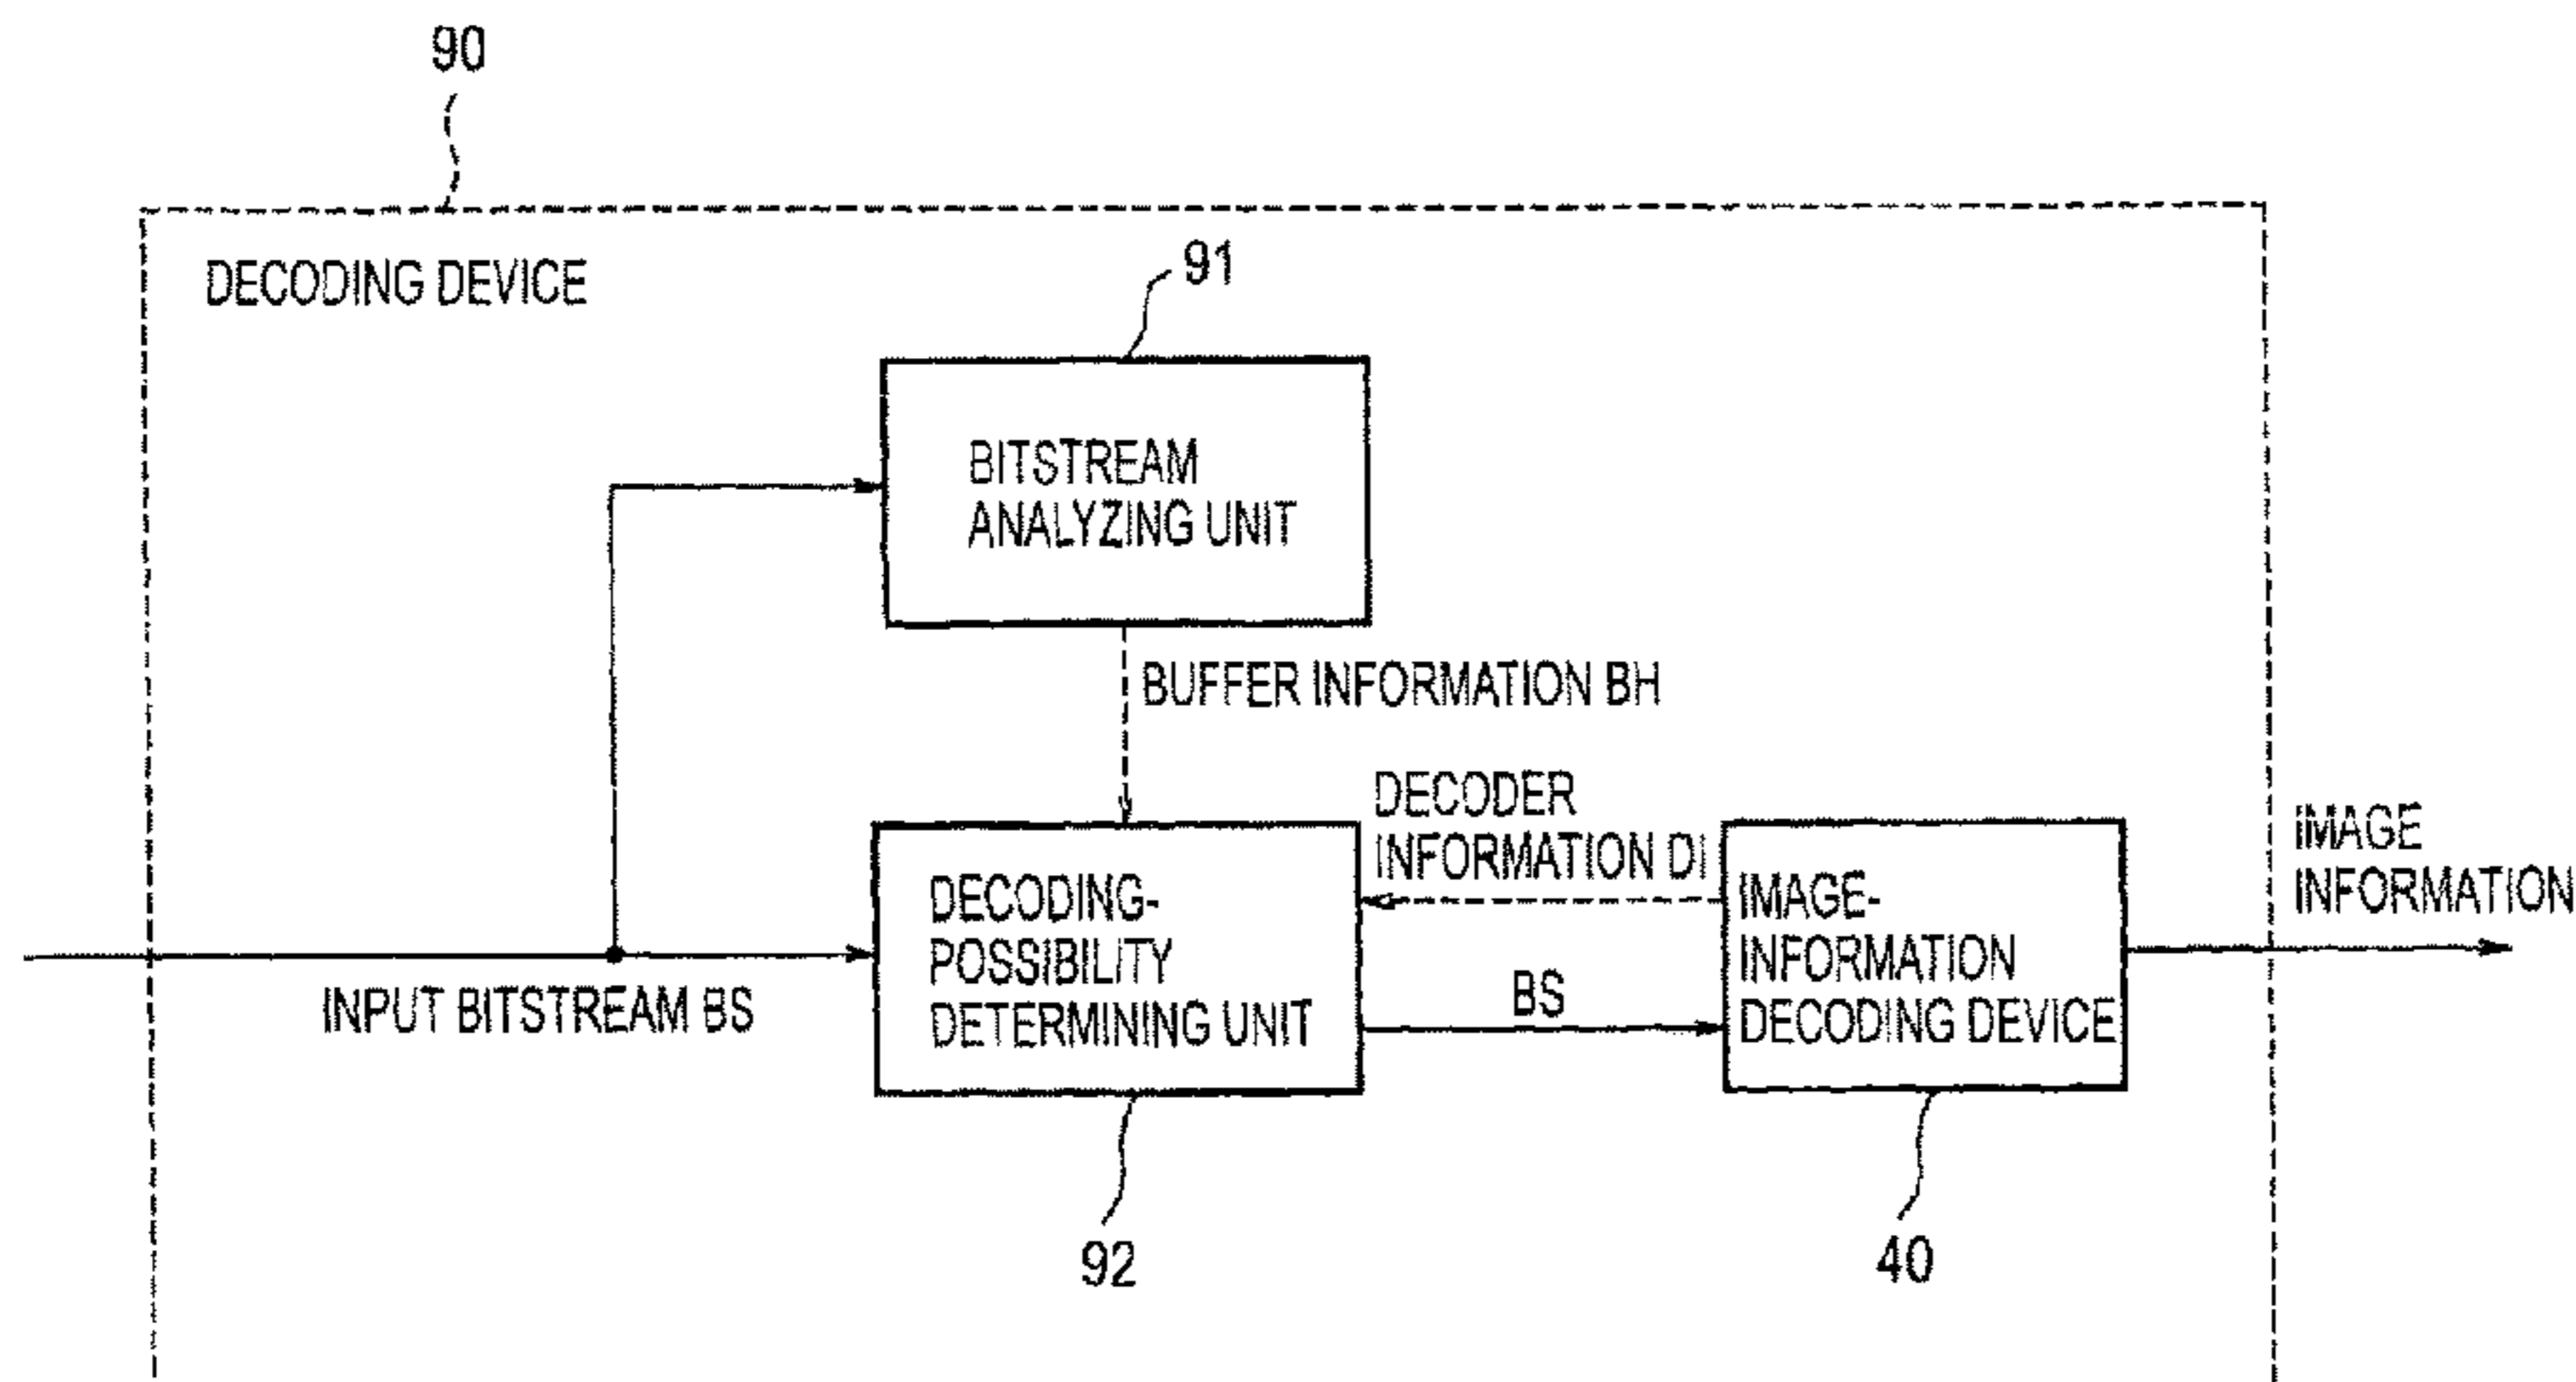 90
DECODING DEVICE
91
BITSTREAM
ANALYZING UNIT
BUFFER INFORMATION BH
DECODER
INFORMATION DI
IMAGE
INFORMATION
DECODING-
POSSIBILITY
DETERMINING UNIT
IMAGE-
INFORMATION
DECODING DEVICE
INPUT BITSTREAM BS
BS
92
40